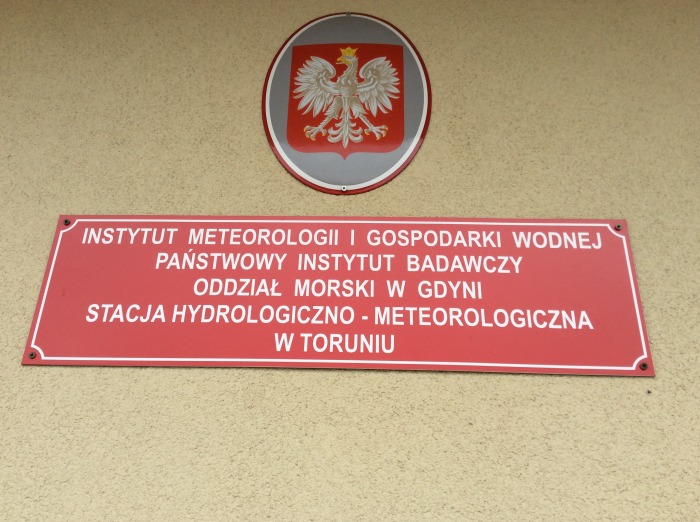 INSTYTUT METEOROLOGII I GOSPODARKI WODNEJ
PAŃSTWOWY INSTYTUT BADAWCZY
ODDZIAŁ MORSKI W GDYNI
STACJA HYDROLOGICZNO - METEOROLOGICZNA
W TORUNIU